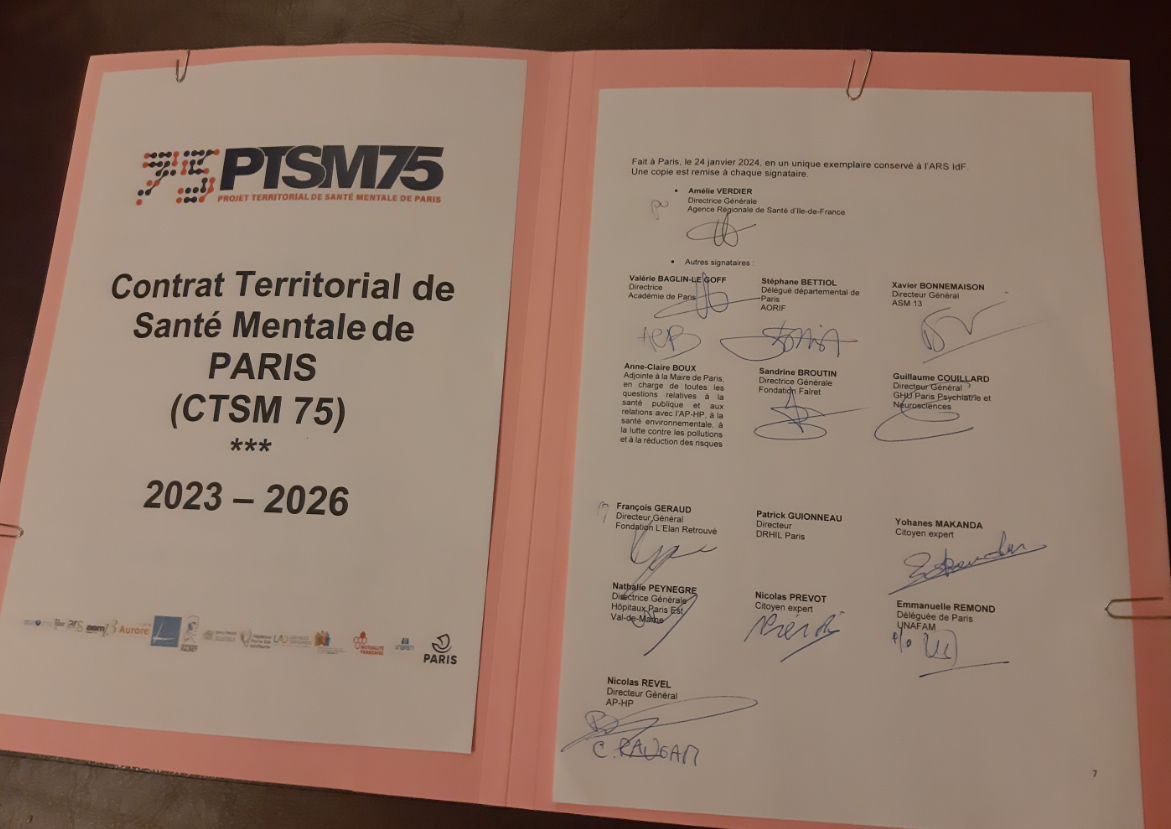 75 PTSM75
PROJET TERRITORIAL DE SANTÉ MENTALE DE PARIS
Contrat Territorial de
Santé Mentale de
PARIS
(CTSM 75)
***
2023 – 2026
Aurore
MUTUALITÉ
FRANÇAISE
PARIS
Fait à Paris, le 24 janvier 2024, en un unique exemplaire conservé à l'ARS IdF.
Une copie est remise à chaque signataire.
• Amélie VERDIER
Directrice Générale
Agence Régionale de Santé d'Ile-de-France
• Autres signataires :
Valérie BAGLIN-LE GOFF
Directrice
Académie de Paris
Stéphane BETTIOL
Délégué départemental de
Paris
AORIF
Xavier BONNEMAISON
Directeur Général
ASM 13
Anne-Claire BOUX
Adjointe à la Maire de Paris,
en charge de toutes les
questions relatives à la
santé publique et aux
relations avec l'AP-HP, à la
santé environnementale, à
la lutte contre les pollutions
et à la réduction des risques
Sandrine BROUTIN
Directrice Générale
Fondation Falret
Guillaume COUILLARD
Directeur Général
GHU Paris Psychiatrie et
Neurosciences
François GERAUD
Directeur Général
Fondation L'Elan Retrouvé
Patrick GUIONNEAU
Directeur
DRHIL Paris
Yohanes MAKANDA
Citoyen expert
Nathalie PEYNEGRE
Directrice Générale
Hôpitaux Paris Est
Val-de-Marne
Nicolas PREVOT
Citoyen expert
Emmanuelle REMOND
Déléguée de Paris
UNAFAM
Nicolas REVEL
Directeur Général
AP-HP
7